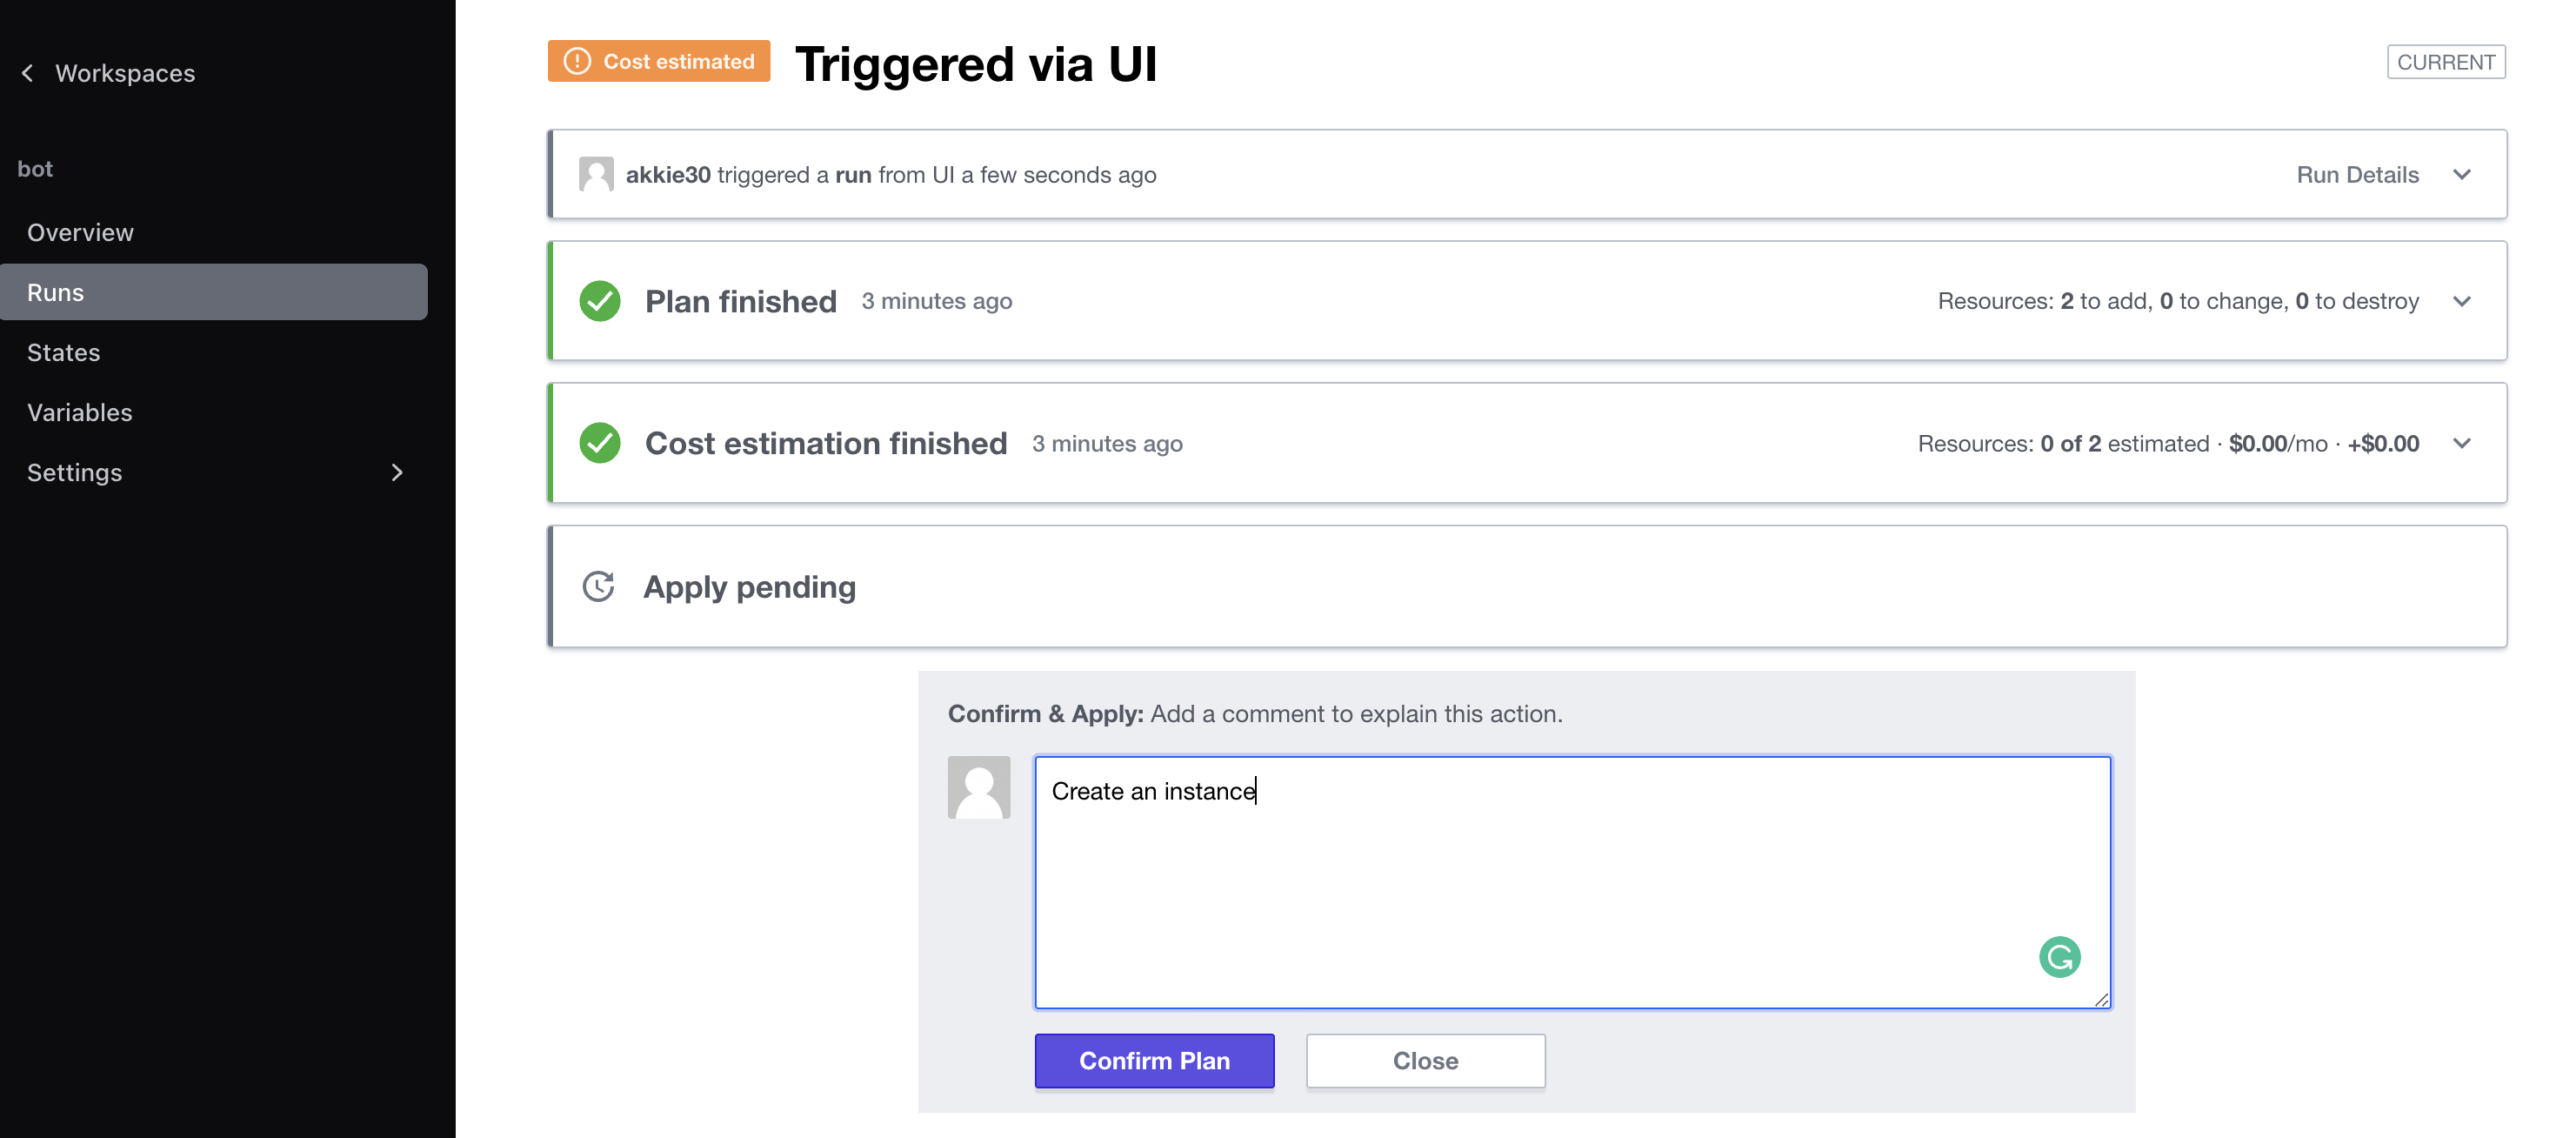 Workspaces
bot
Overview
Runs
States
Variables
Settings
Cost estimated
Triggered via UI
CURRENT
akkie30 triggered a run from UI a few seconds ago
Run Details
Plan finished 3 minutes ago
Resources: 2 to add, 0 to change, 0 to destroy
Cost estimation finished 3 minutes ago
Resources: 0 of 2 estimated · $0.00/mo · +$0.00
Apply pending
Confirm & Apply: Add a comment to explain this action.
Create an instance
Confirm Plan
Close